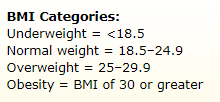 BMI Categories:
Underweight = <18.5
Normal weight = 18.5–24.9
Overweight = 25–29.9
Obesity = BMI of 30 or greater